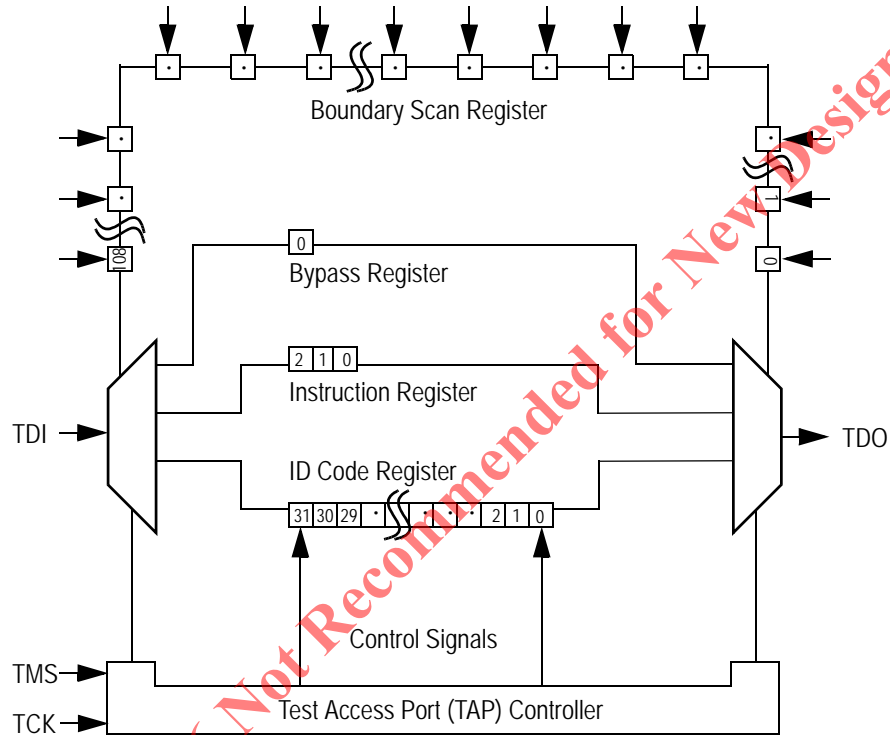 Boundary Scan Register
108
1
0
0
Bypass Register
2 1 0
Instruction Register
TDI
TDO
ID Code Register
31 30 29 2 1 0
Control Signals
TMS
Test Access Port (TAP) Controller
TCK
Not Recommended for New Design